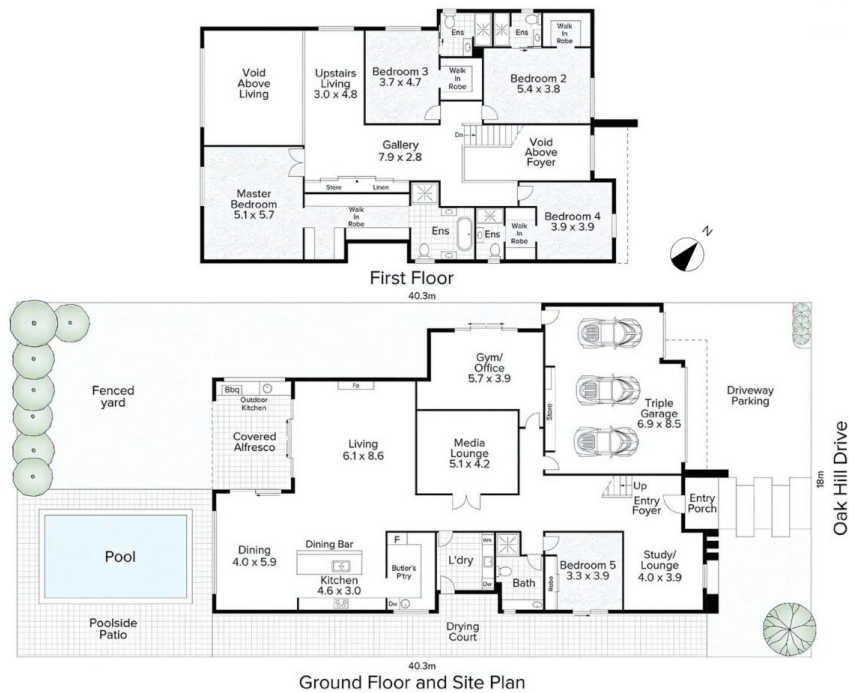 Ens
Ens
Walk
In
Robe
Void
Above
Living
Upstairs
Living
3.0 x 4.8
Bedroom 3
3.7 x 4.7
Walk
In
Robe
Bedroom 2
5.4 x 3.8
Dn
Gallery
7.9 x 2.8
Void
Above
Foyer
Master
Bedroom
5.1 x 5.7
Store
Linen
Walk
In
Robe
Ens
Ens
Walk
In
Robe
Bedroom 4
3.9 x 3.9
N
First Floor
40.3m
Fenced
yard
Bbq
Outdoor
Kitchen
Covered
Alfresco
Fp
Living
6.1 x 8.6
Gym/
Office
5.7 x 3.9
Media
Lounge
5.1 x 4.2
Store
Triple
Garage
6.9 x 8.5
Driveway
Parking
Oak Hill Drive
18m
Up
Entry
Foyer
Entry
Porch
Pool
Poolside
Patio
Dining
4.0 x 5.9
Dining Bar
Kitchen
4.6 x 3.0
F
Butler's
P'try
Dn
L'dry
Wm
Dw
Bath
Robe
Bedroom 5
3.3 x 3.9
Study/
Lounge
4.0 x 3.9
Drying
Court
40.3m
Ground Floor and Site Plan